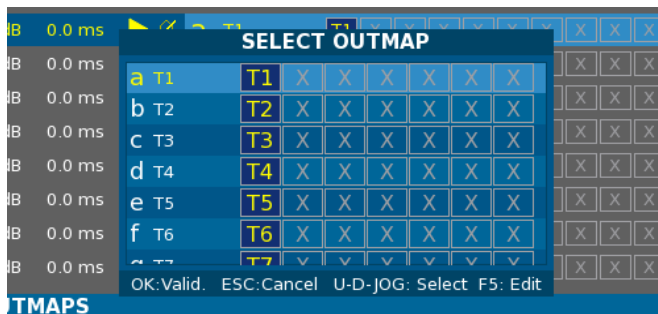 dB 0.0 ms
SELECT OUTMAP
dB 0.0 ms
a T1 T1 X X X X X X
dB 0.0 ms
b T2 T2 X X X X X X
dB 0.0 ms
c T3 T3 X X X X X X
dB 0.0 ms
d T4 T4 X X X X X X
dB 0.0 ms
e T5 T5 X X X X X X
dB 0.0 ms
f T6 T6 X X X X X X
dB 0.0 ms
OK:Valid. ESC:Cancel U-D-JOG: Select F5: Edit
UTMAPS